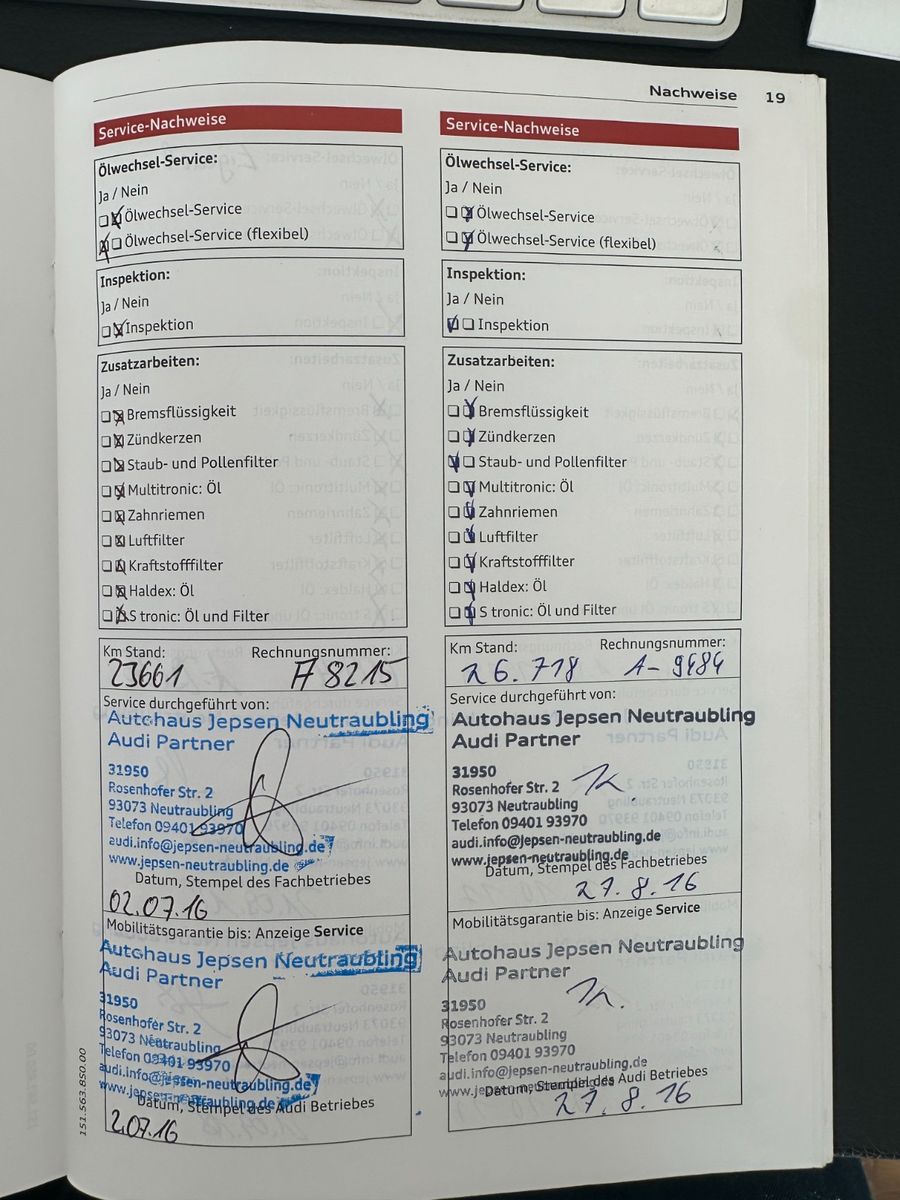 Nachweise 19
Service-Nachweise
Ölwechsel-Service:
Ja / Nein
Ölwechsel-Service
Ölwechsel-Service (flexibel)
Inspektion:
Ja / Nein
Inspektion
Zusatzarbeiten:
Ja / Nein
Bremsflüssigkeit
Zündkerzen
Staub- und Pollenfilter
Multitronic: Öl
Zahnriemen
Luftfilter
Kraftstofffilter
Haldex: Öl
S tronic: Öl und Filter
Km Stand: Rechnungsnummer:
23661 A 8215
Service durchgeführt von:
Autohaus Jepsen Neutraubling
Audi Partner
31950
Rosenhofer Str. 2
93073 Neutraubling
Telefon 09401 93970
audi.info@jepsen-neutraubling.de
www.jepsen-neutraubling.de
Datum, Stempel des Fachbetriebes
02.07.16
Mobilitätsgarantie bis: Anzeige Service
Autohaus Jepsen Neutraubling
Audi Partner
31950
Rosenhofer Str. 2
93073 Neutraubling
Telefon 09401 93970
audi.info@jepsen-neutraubling.de
www.jepsen-neutraubling.de
Datum, Stempel des Audi Betriebes
2.07.16
151.563.850.00
Service-Nachweise
Ölwechsel-Service:
Ja / Nein
Ölwechsel-Service
Ölwechsel-Service (flexibel)
Inspektion:
Ja / Nein
Inspektion
Zusatzarbeiten:
Ja / Nein
Bremsflüssigkeit
Zündkerzen
Staub- und Pollenfilter
Multitronic: Öl
Zahnriemen
Luftfilter
Kraftstofffilter
Haldex: Öl
S tronic: Öl und Filter
Km Stand: Rechnungsnummer:
26.718 A-9484
Service durchgeführt von:
Autohaus Jepsen Neutraubling
Audi Partner
31950
Rosenhofer Str. 2
93073 Neutraubling
Telefon 09401 93970
audi.info@jepsen-neutraubling.de
www.jepsen-neutraubling.de
Datum, Stempel des Fachbetriebes
27.8.16
Mobilitätsgarantie bis: Anzeige Service
Autohaus Jepsen Neutraubling
Audi Partner
31950
Rosenhofer Str. 2
93073 Neutraubling
Telefon 09401 93970
audi.info@jepsen-neutraubling.de
www.jepsen-neutraubling.de
Datum, Stempel des Audi Betriebes
27.8.16